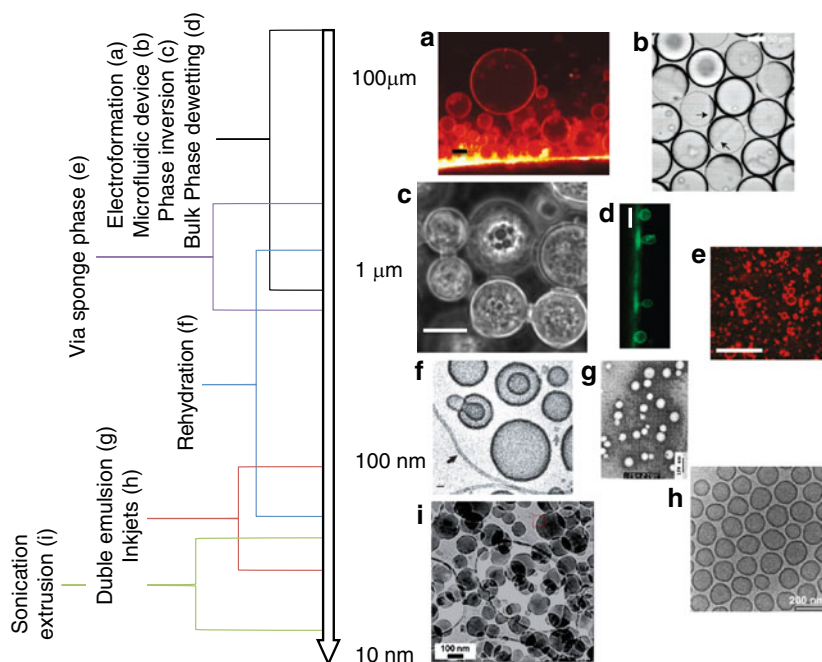 Electroformation (a)
Microfluidic device (b)
Phase inversion (c)
Bulk Phase dewetting (d)
Via sponge phase (e)
Rehydration (f)
Duble emulsion (g)
Inkjets (h)
Sonication
extrusion (i)
100μm
1 μm
100 nm
10 nm
a
b
c
d
e
f
g
h
200 nm
i
100 nm